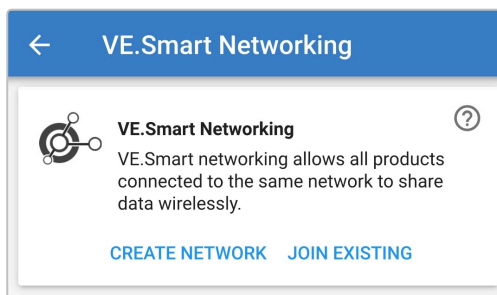 VE.Smart Networking
VE.Smart Networking
VE.Smart networking allows all products
connected to the same network to share
data wirelessly.
CREATE NETWORK JOIN EXISTING